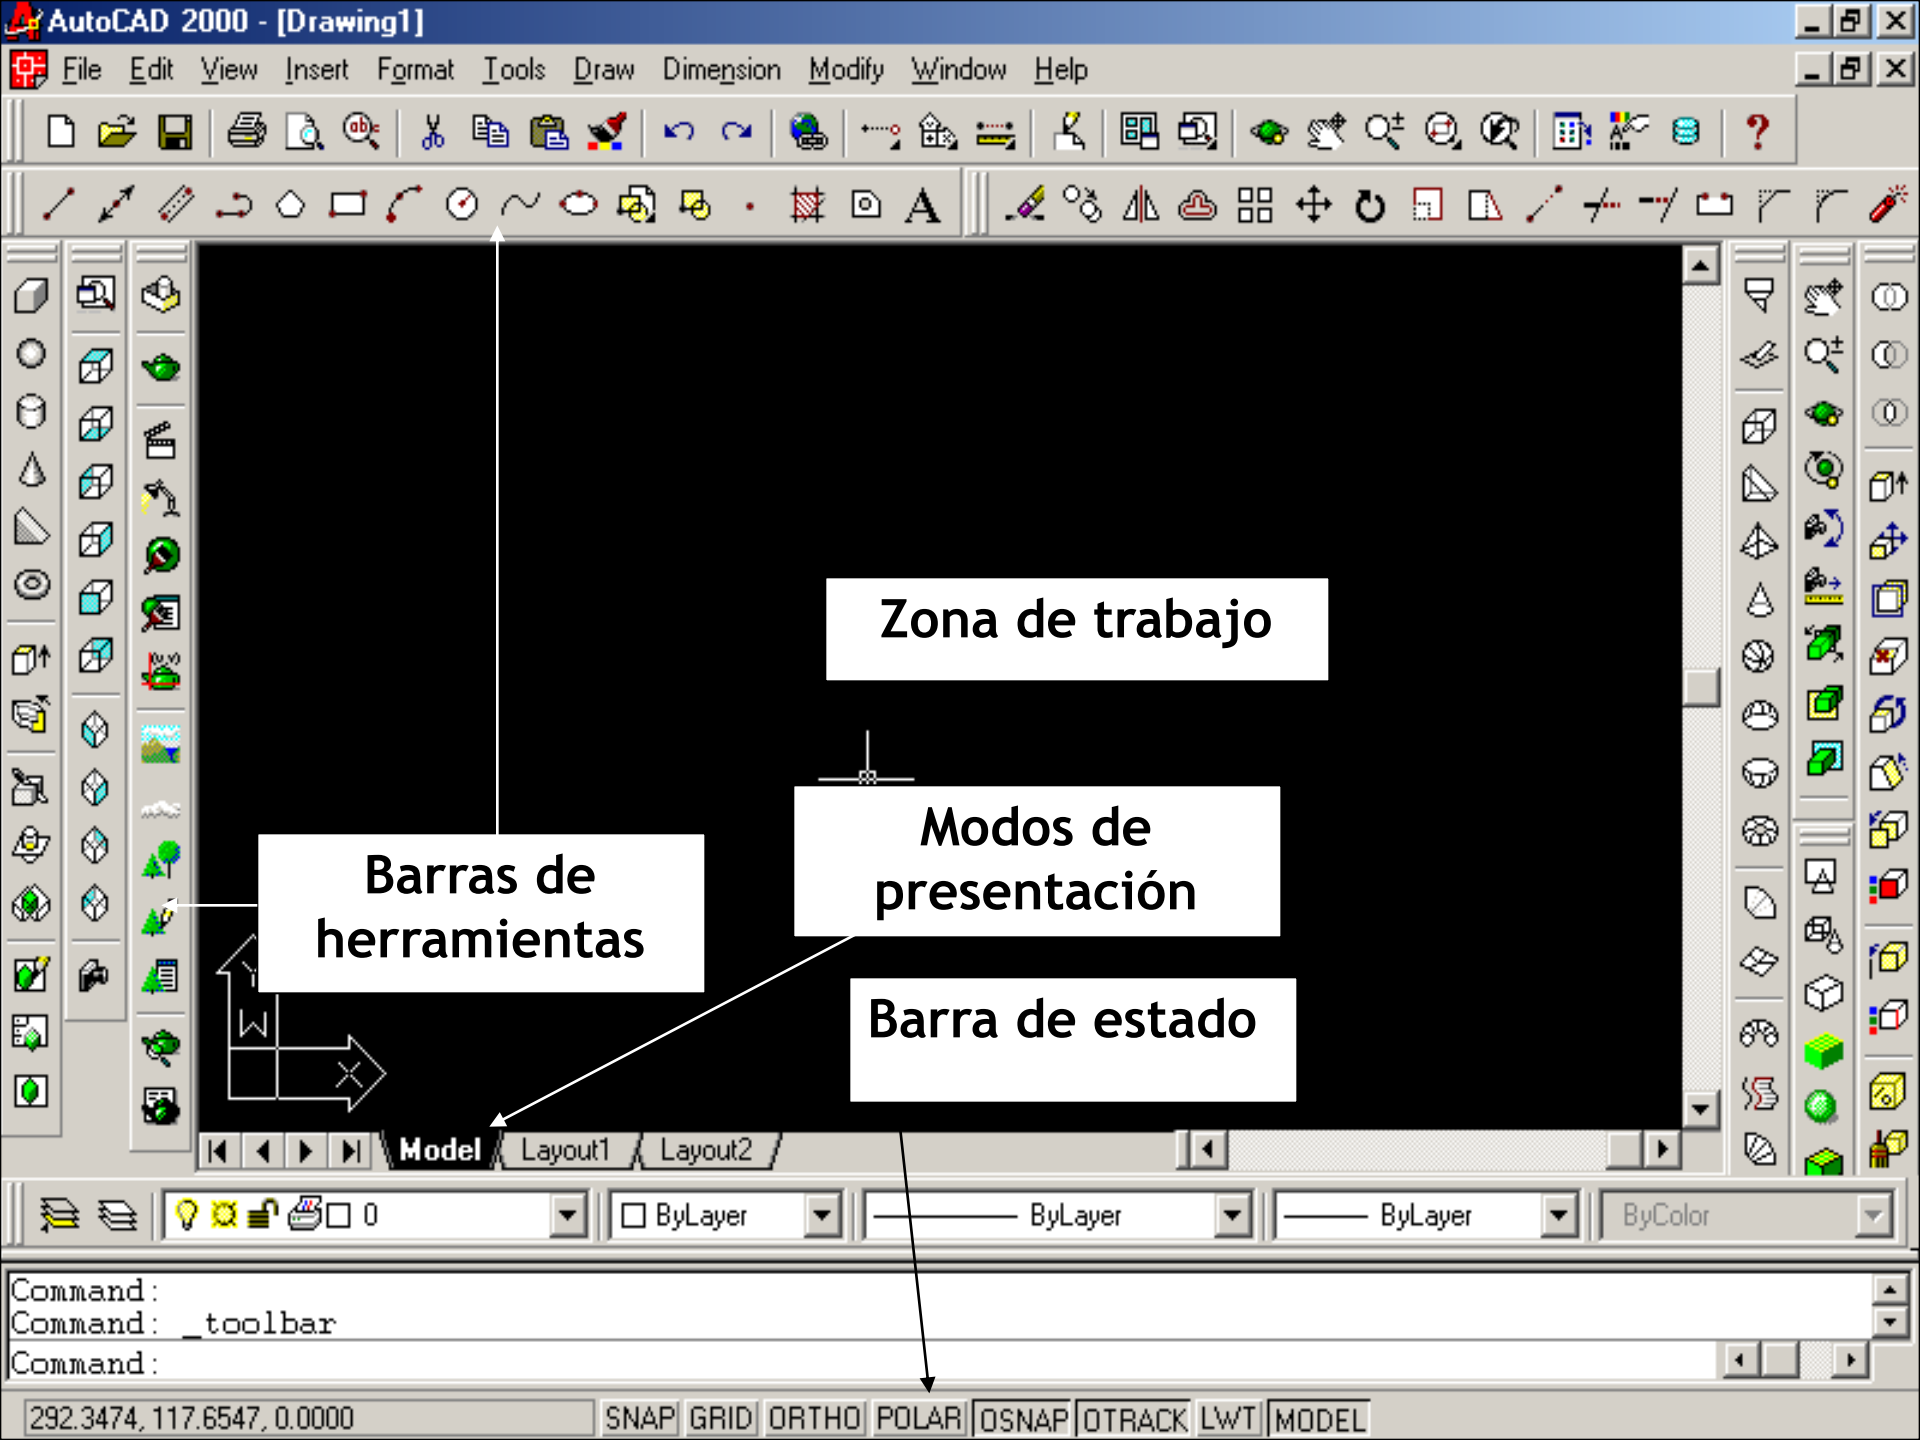 AutoCAD 2000 - [Drawing1]
File Edit View Insert Format Tools Draw Dimension Modify Window Help
Zona de trabajo
Modos de
presentación
Barras de
herramientas
Barra de estado
Y
W
X
Model Layout1 Layout2
0 ByLayer ByLayer ByLayer ByColor
Command:
Command: _toolbar
Command:
292.3474, 117.6547, 0.0000 SNAP GRID ORTHO POLAR OSNAP OTRACK LWT MODEL